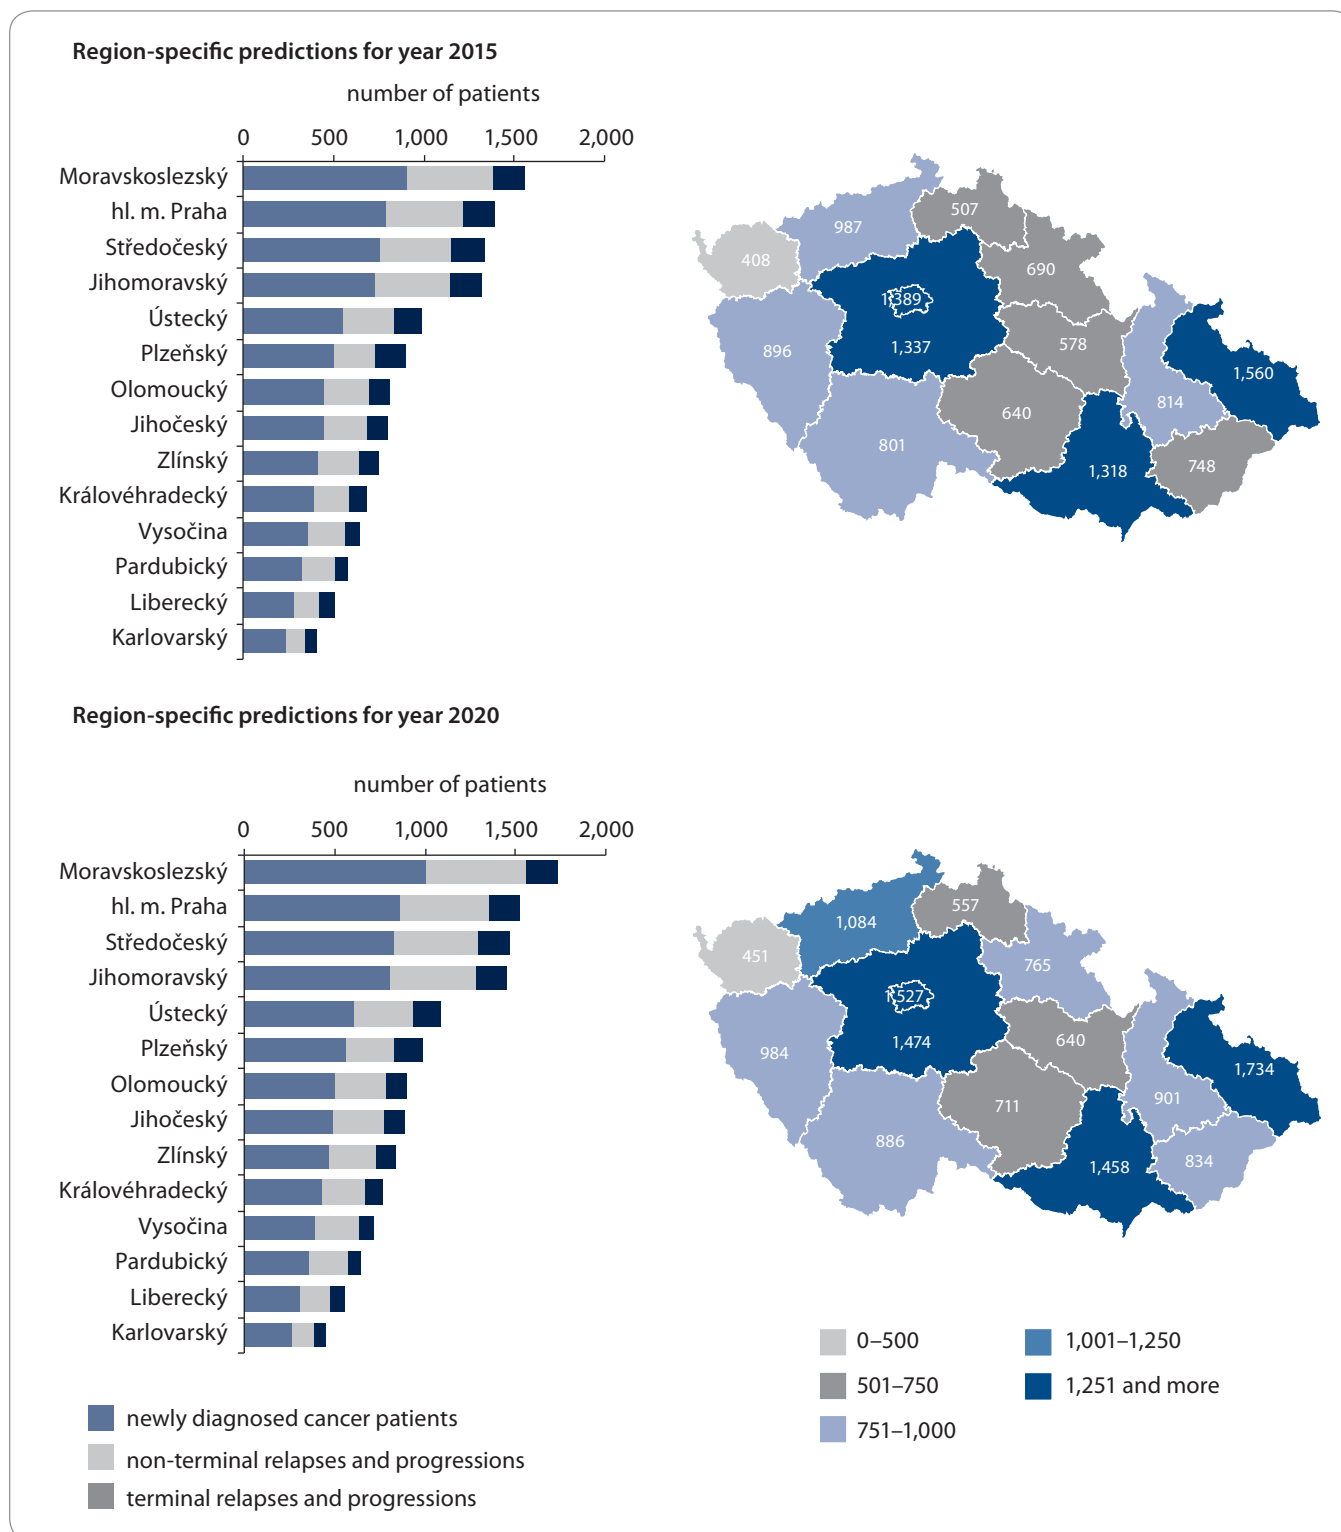 Region-specific predictions for year 2015
number of patients
0 500 1,000 1,500 2,000
Moravskoslezský
hl. m. Praha
Středočeský
Jihomoravský
Ústecký
Plzeňský
Olomoucký
Jihočeský
Zlínský
Královéhradecký
Vysočina
Pardubický
Liberecký
Karlovarský
507
987
408
690
1,389
578
896
1,337
1,560
814
640
801
748
1,318
Region-specific predictions for year 2020
number of patients
0 500 1,000 1,500 2,000
Moravskoslezský
hl. m. Praha
Středočeský
Jihomoravský
Ústecký
Plzeňský
Olomoucký
Jihočeský
Zlínský
Královéhradecký
Vysočina
Pardubický
Liberecký
Karlovarský
557
1,084
451
765
1,527
640
984
1,474
1,734
901
711
886
834
1,458
0–500
501–750
751–1,000
1,001–1,250
1,251 and more
newly diagnosed cancer patients
non-terminal relapses and progressions
terminal relapses and progressions